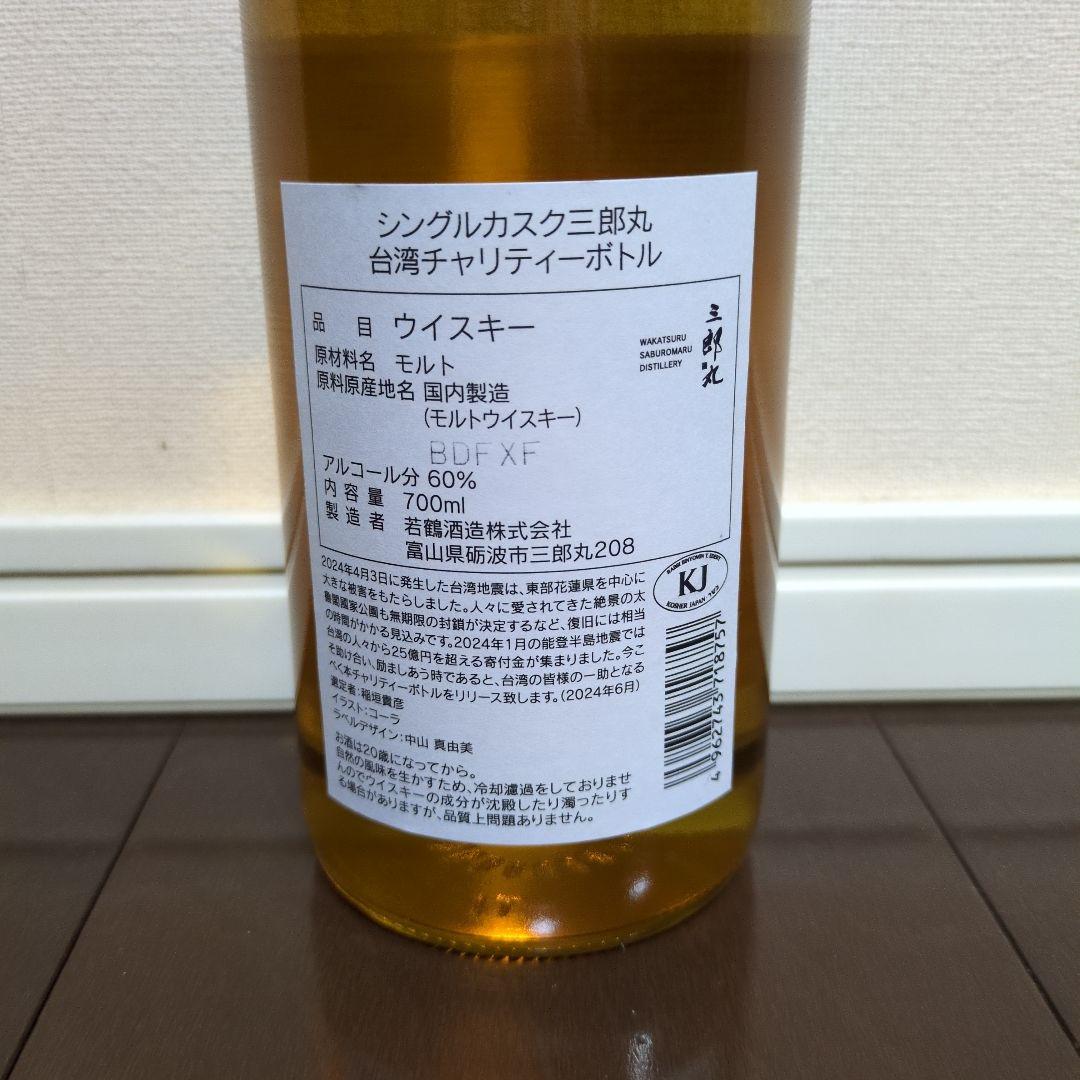 シングルカスク三郎丸
台湾チャリティーボトル
品 目 ウイスキー
原材料名 モルト
原料原産地名 国内製造
(モルトウイスキー)
BDFXF
アルコール分 60%
内容量 700ml
製造者 若鶴酒造株式会社
富山県砺波市三郎丸208
WAKATSURU
SABUROMARU
DISTILLERY
三郎丸
2024年4月3日に発生した台湾地震は、東部花蓮県を中心に
大きな被害をもたらしました。人々に愛されてきた絶景の太
魯閣國家公園も無期限の封鎖が決定するなど、復旧には相当
の時間がかかる見込みです。2024年1月の能登半島地震では
台湾の人々から25億円を超える寄付金が集まりました。今こ
そ助け合い、励ましあう時であると、台湾の皆様の一助となる
べく本チャリティーボトルをリリース致します。(2024年6月)
選定者:稲垣貴彦
イラスト:コーラ
ラベルデザイン:中山 真由美
お酒は20歳になってから。
自然の風味を生かすため、冷却濾過をしておりませ
んのでウイスキーの成分が沈殿したり濁ったりす
る場合がありますが、品質上問題ありません。
KJ
KOSHER JAPAN
4962743718757